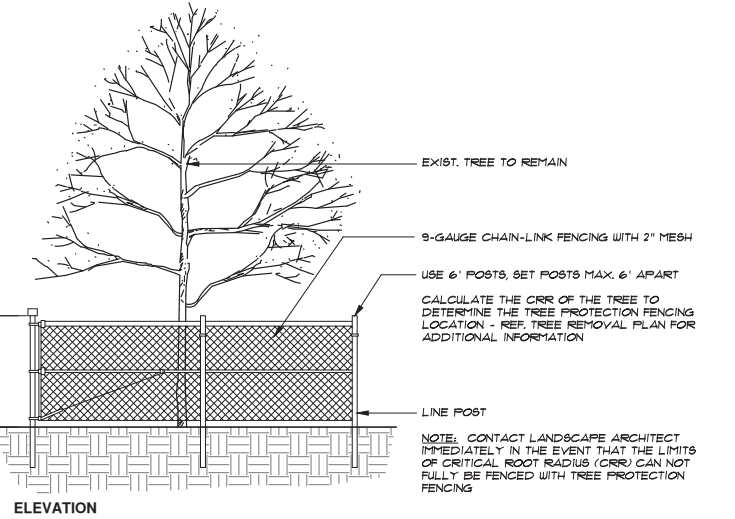 EXIST. TREE TO REMAIN
9-GAUGE CHAIN-LINK FENCING WITH 2" MESH
USE 6' POSTS, SET POSTS MAX. 6' APART
CALCULATE THE CRR OF THE TREE TO
DETERMINE THE TREE PROTECTION FENCING
LOCATION - REF. TREE REMOVAL PLAN FOR
ADDITIONAL INFORMATION
LINE POST
NOTE: CONTACT LANDSCAPE ARCHITECT
IMMEDIATELY IN THE EVENT THAT THE LIMITS
OF CRITICAL ROOT RADIUS (CRR) CAN NOT
FULLY BE FENCED WITH TREE PROTECTION
FENCING
ELEVATION